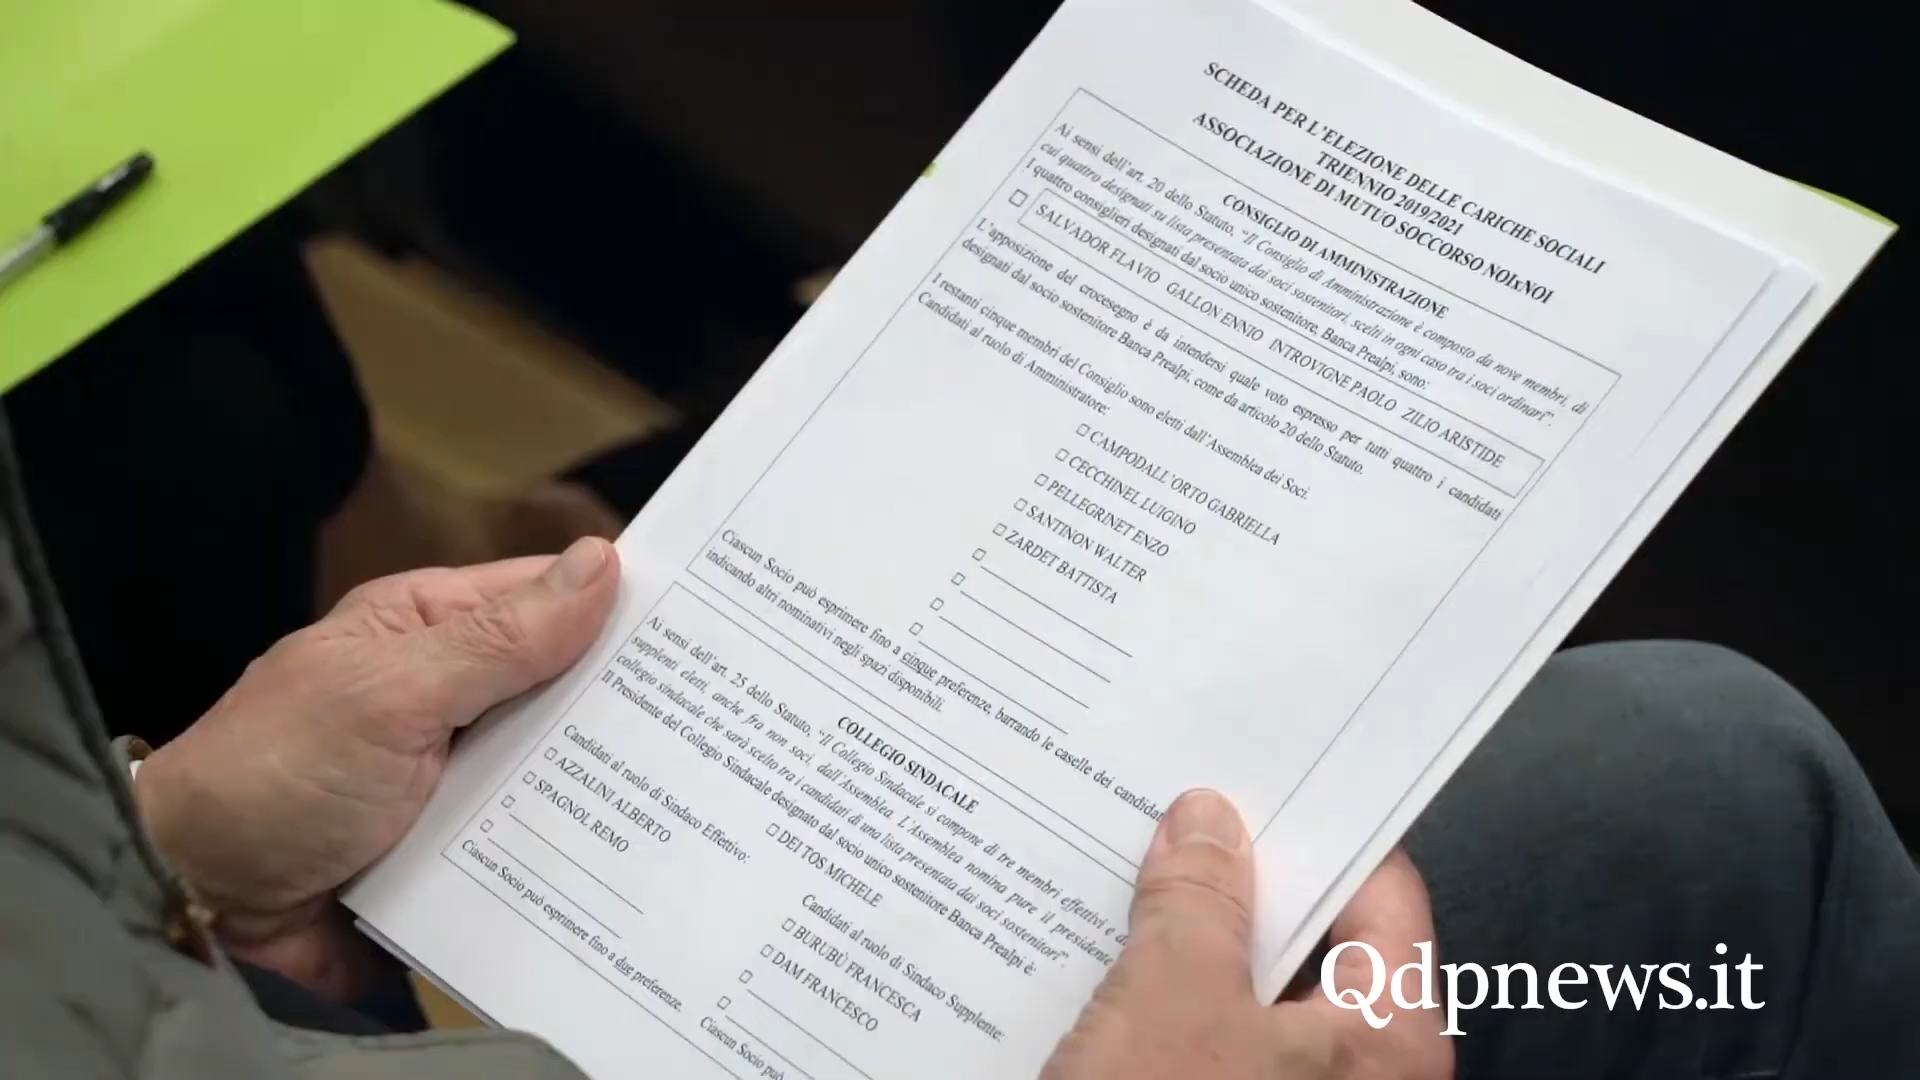 SCHEDA PER L'ELEZIONE DELLE CARICHE SOCIALI
TRIENNIO 2019/2021
ASSOCIAZIONE DI MUTUO SOCCORSO NOIxNOI
CONSIGLIO DI AMMINISTRAZIONE
Ai sensi dell'art. 20 dello Statuto, "Il Consiglio di Amministrazione è composto da nove membri, di
cui quattro designati su lista presentata dai soci sostenitori, scelti in ogni caso tra i soci ordinari".
I quattro consiglieri designati dal socio unico sostenitore, Banca Prealpi, sono:
☐ SALVADOR FLAVIO GALLON ENNIO INTROVIGNE PAOLO ZILIO ARISTIDE
L'apposizione del crocesegno è da intendersi quale voto espresso per tutti quattro i candidati
designati dal socio sostenitore Banca Prealpi, come da articolo 20 dello Statuto.
I restanti cinque membri del Consiglio sono eletti dall'Assemblea dei Soci.
Candidati al ruolo di Amministratore:
☐ CAMPODALL'ORTO GABRIELLA
☐ CECCHINEL LUIGINO
☐ PELLEGRINET ENZO
☐ SANTINON WALTER
☐ ZARDET BATTISTA
Ciascun Socio può esprimere fino a cinque preferenze, barrando le caselle dei candidati
indicando altri nominativi negli spazi disponibili.
COLLEGIO SINDACALE
Ai sensi dell'art. 25 dello Statuto, "Il Collegio Sindacale si compone di tre membri effettivi e d
supplenti eletti, anche fra non soci, dall'Assemblea. L'Assemblea nomina pure il presidente
collegio sindacale che sarà scelto tra i candidati di una lista presentata dai soci sostenitori".
Il Presidente del Collegio Sindacale designato dal socio unico sostenitore Banca Prealpi è:
☐ DEI TOS MICHELE
Candidati al ruolo di Sindaco Effettivo:
☐ AZZALINI ALBERTO
☐ SPAGNOL REMO
Ciascun Socio può esprimere fino a due preferenze.
Candidati al ruolo di Sindaco Supplente:
☐ BURUBÙ FRANCESCA
☐ DAM FRANCESCO
Ciascun Socio può
Qdpnews.it